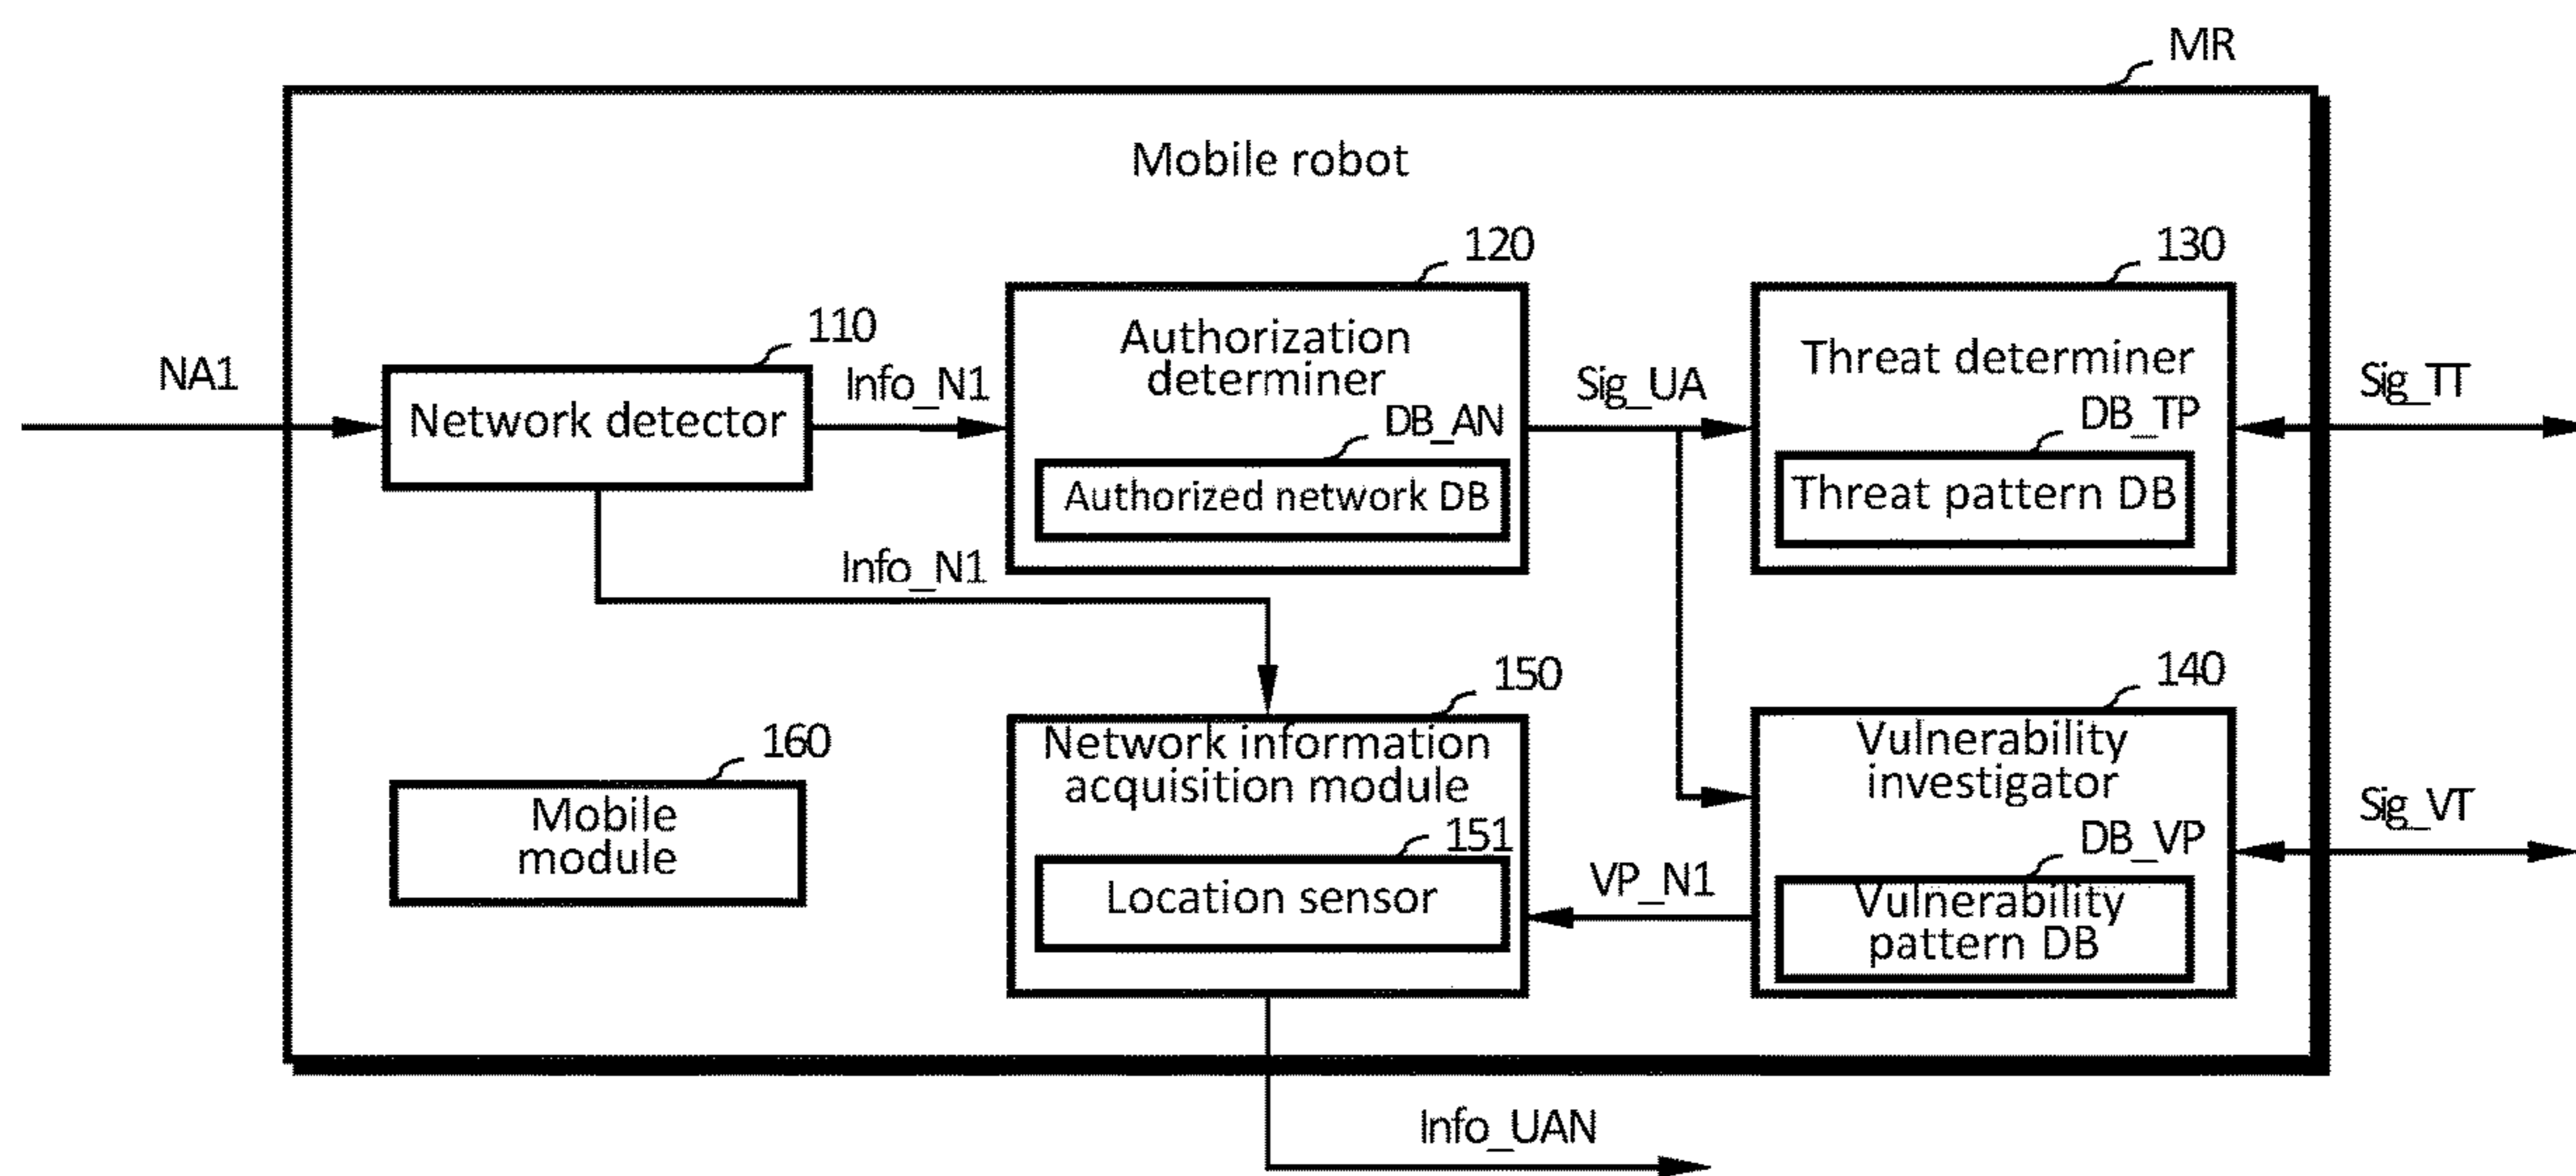 MR
Mobile robot
120
130
110
NA1
Network detector
Info_N1
Authorization
determiner
DB_AN
Authorized network DB
Sig_UA
Threat determiner
DB_TP
Threat pattern DB
Sig_TT
Info_N1
150
140
160
Mobile
module
Network information
acquisition module
151
Location sensor
VP_N1
Vulnerability
investigator
DB_VP
Vulnerability
pattern DB
Sig_VT
Info_UAN